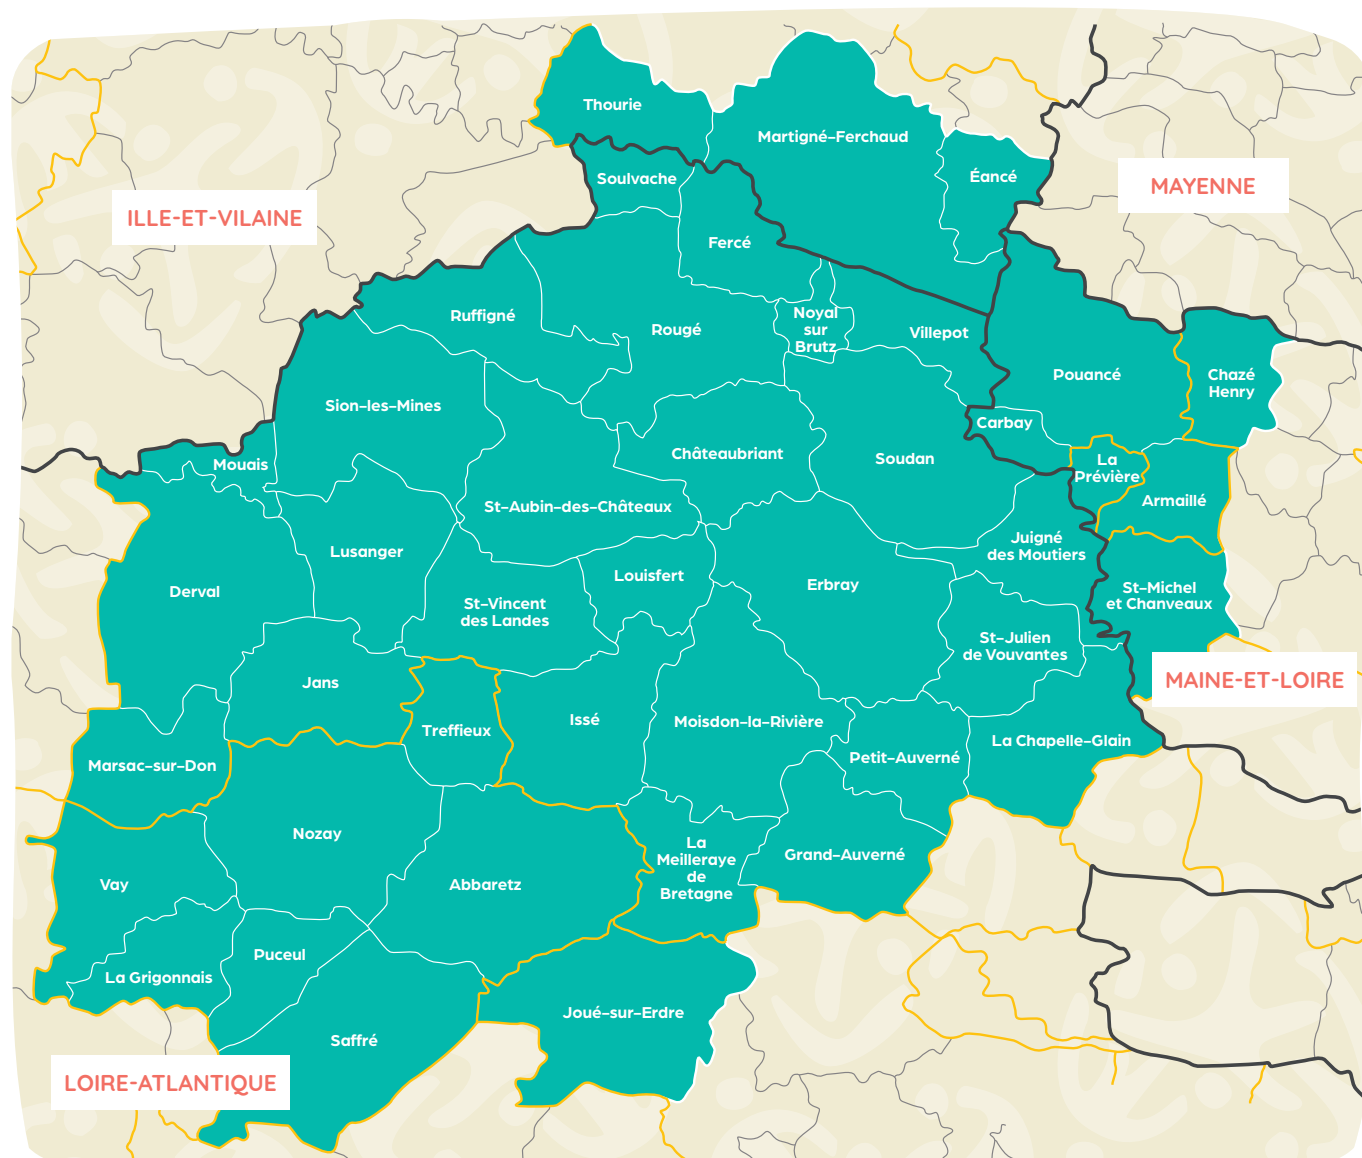 Thourie
Martigné-Ferchaud
Éancé
Soulvache
MAYENNE
ILLE-ET-VILAINE
Fercé
Ruffigné
Rougé
Noyal
sur
Brutz
Villepot
Pouancé
Chazé
Henry
Sion-les-Mines
Carbay
Châteaubriant
Soudan
Mouais
La
Prévière
Armaillé
St-Aubin-des-Châteaux
Lusanger
Juigné
des Moutiers
Derval
Louisfert
Erbray
St-Michel
et Chanveaux
St-Vincent
des Landes
St-Julien
de Vouvantes
Jans
MAINE-ET-LOIRE
Treffieux
Issé
Moisdon-la-Rivière
La Chapelle-Glain
Petit-Auverné
Marsac-sur-Don
Nozay
La
Meilleraye
de
Bretagne
Grand-Auverné
Vay
Abbaretz
Puceul
La Grigonnais
Joué-sur-Erdre
Saffré
LOIRE-ATLANTIQUE